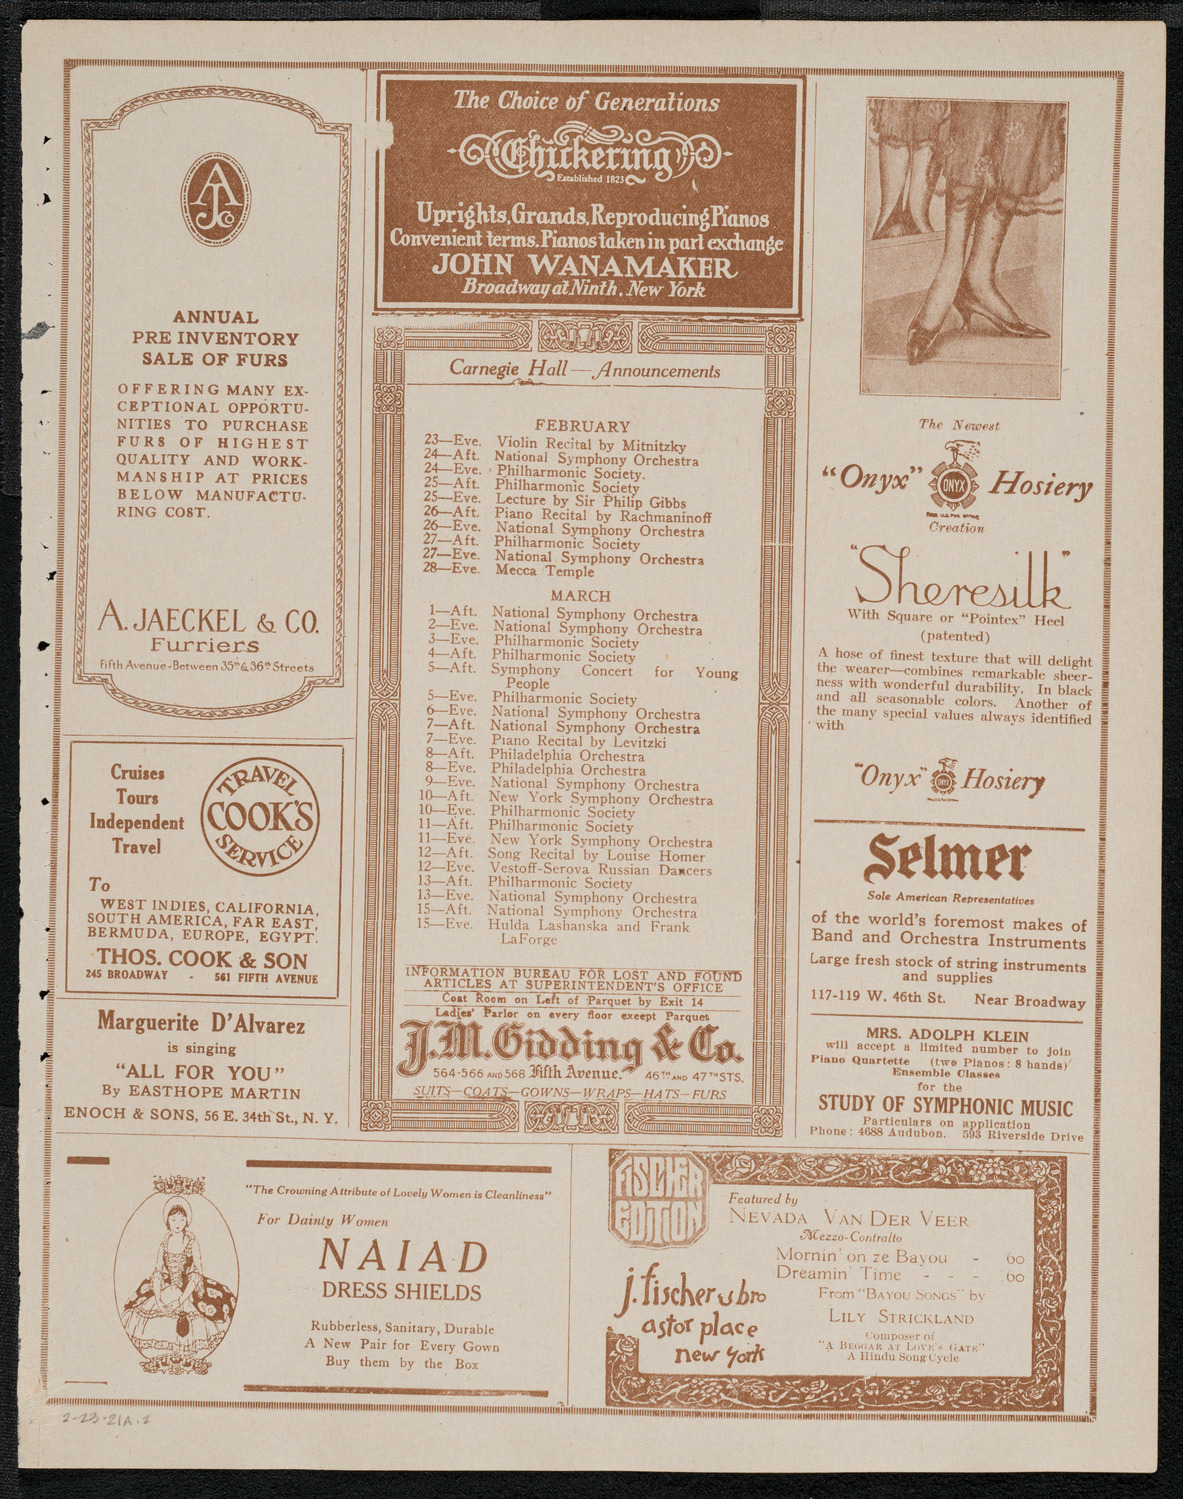 AJCo
ANNUAL
PRE INVENTORY
SALE OF FURS
OFFERING MANY EX-
CEPTIONAL OPPORTU-
NITIES TO PURCHASE
FURS OF HIGHEST
QUALITY AND WORK-
MANSHIP AT PRICES
BELOW MANUFACTU-
RING COST.
A. JAECKEL & CO.
Furriers
Fifth Avenue-Between 35th & 36th Streets
Cruises
Tours
Independent
Travel
TRAVEL
COOK'S
SERVICE
To
WEST INDIES, CALIFORNIA,
SOUTH AMERICA, FAR EAST,
BERMUDA, EUROPE, EGYPT.
THOS. COOK & SON
245 BROADWAY - 561 FIFTH AVENUE
Marguerite D'Alvarez
is singing
"ALL FOR YOU"
By EASTHOPE MARTIN
ENOCH & SONS, 56 E. 34th St., N. Y.
The Choice of Generations
Chickering
Established 1823
Uprights, Grands, Reproducing Pianos
Convenient terms. Pianos taken in part exchange
JOHN WANAMAKER
Broadway at Ninth, New York
Carnegie Hall—Announcements
FEBRUARY
23—Eve. Violin Recital by Mitnitzky
24—Aft. National Symphony Orchestra
24—Eve. Philharmonic Society.
25—Aft. Philharmonic Society
25—Eve. Lecture by Sir Philip Gibbs
26—Aft. Piano Recital by Rachmaninoff
26—Eve. National Symphony Orchestra
27—Aft. Philharmonic Society
27—Eve. National Symphony Orchestra
28—Eve. Mecca Temple
MARCH
1—Aft. National Symphony Orchestra
2—Eve. National Symphony Orchestra
3—Eve. Philharmonic Society
4—Aft. Philharmonic Society
5—Aft. Symphony Concert for Young
People
5—Eve. Philharmonic Society
6—Eve. National Symphony Orchestra
7—Aft. National Symphony Orchestra
7—Eve. Piano Recital by Levitzki
8—Aft. Philadelphia Orchestra
8—Eve. Philadelphia Orchestra
9—Eve. National Symphony Orchestra
10—Aft. New York Symphony Orchestra
10—Eve. Philharmonic Society
11—Aft. Philharmonic Society
11—Eve. New York Symphony Orchestra
12—Aft. Song Recital by Louise Homer
12—Eve. Vestoff-Serova Russian Dancers
13—Aft. Philharmonic Society
13—Eve. National Symphony Orchestra
15—Aft. National Symphony Orchestra
15—Eve. Hulda Lashanska and Frank
LaForge
INFORMATION BUREAU FOR LOST AND FOUND
ARTICLES AT SUPERINTENDENT'S OFFICE
Coat Room on Left of Parquet by Exit 14
Ladies' Parlor on every floor except Parquet
J.M. Gidding & Co.
564-566 AND 568 Fifth Avenue. 46TH AND 47TH STS.
SUITS—COATS—GOWNS—WRAPS—HATS—FURS
The Newest
"Onyx" ONYX Hosiery
Creation
"Sheresilk"
With Square or "Pointex" Heel
(patented)
A hose of finest texture that will delight
the wearer—combines remarkable sheer-
ness with wonderful durability. In black
and all seasonable colors. Another of
the many special values always identified
with
"Onyx" Hosiery
Selmer
Sole American Representatives
of the world's foremost makes of
Band and Orchestra Instruments
Large fresh stock of string instruments
and supplies
117-119 W. 46th St. Near Broadway
MRS. ADOLPH KLEIN
will accept a limited number to join
Piano Quartette (two Pianos: 8 hands)
Ensemble Classes
for the
STUDY OF SYMPHONIC MUSIC
Particulars on application
Phone: 4688 Audubon. 593 Riverside Drive
"The Crowning Attribute of Lovely Women is Cleanliness"
For Dainty Women
NAIAD
DRESS SHIELDS
Rubberless, Sanitary, Durable
A New Pair for Every Gown
Buy them by the Box
FISCHER
EDITION
j. fischer & bro
astor place
new york
Featured by
NEVADA VAN DER VEER
Mezzo-Contralto
Mornin' on ze Bayou - 60
Dreamin' Time - - - 60
From "BAYOU SONGS" by
LILY STRICKLAND
Composer of
"A BEGGAR AT LOVE'S GATE"
A Hindu Song Cycle
2-23-21A.2